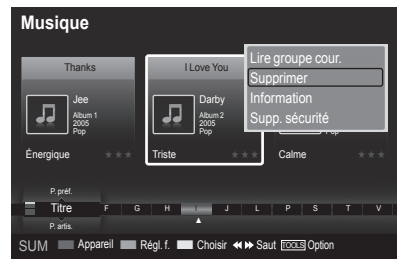 Musique
Lire groupe cour.
Supprimer
Information
Supp. sécurité
Thanks
I Love You
Jee
Album 1
2005
Pop
Darby
Album 2
2005
Pop
Pop
Énergique
Triste
Calme
P. préf.
Titre F G H I J L P S T V
P. artis.
SUM Appareil Régl. f. Choisir Saut TOOLS Option